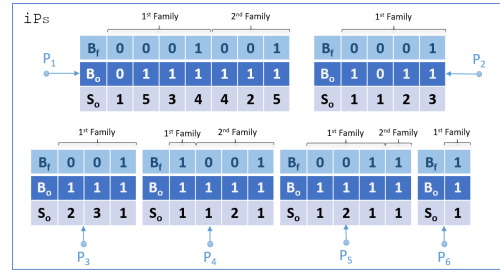 iPs
1st Family 2nd Family 1st Family
Bf 0 0 0 1 0 0 1 Bf 0 0 0 1
P1 Bo 0 1 1 1 1 1 1 Bo 1 0 1 1 P2
So 1 5 3 4 4 2 5 So 1 1 2 3
1st Family 1st Family 2nd Family 1st Family 2nd Family 1st Family
Bf 0 0 1 Bf 1 0 0 1 Bf 0 0 1 1 Bf 1
Bo 1 1 1 Bo 1 1 1 1 Bo 1 1 1 1 Bo 1
So 2 3 1 So 1 1 2 1 So 1 2 1 1 So 1
P3 P4 P5 P6